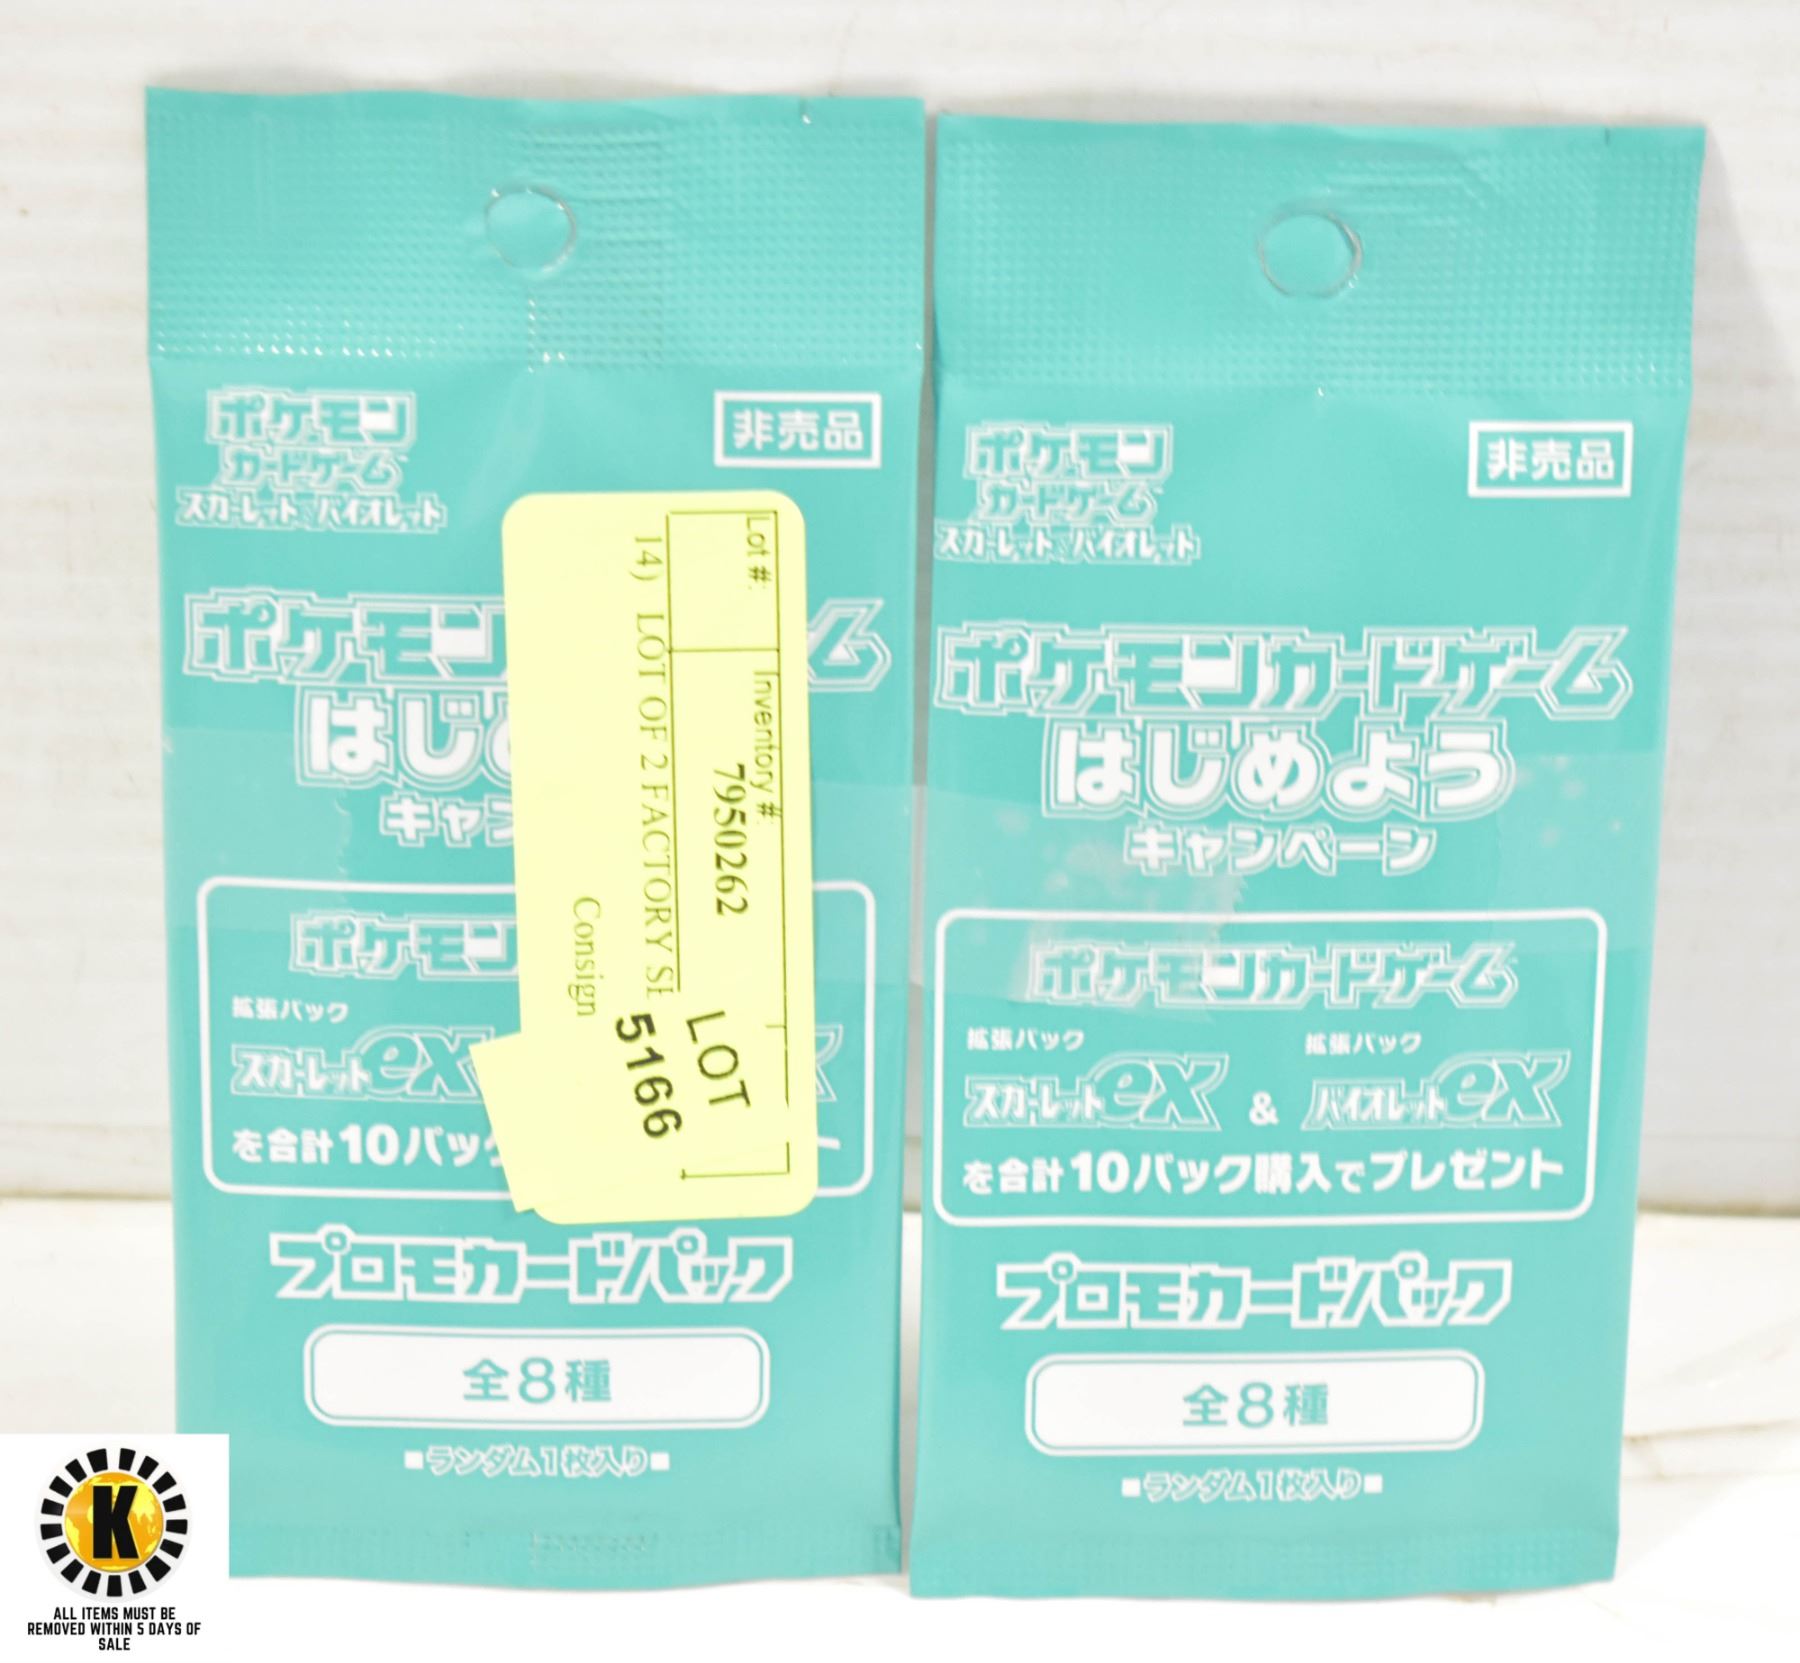 ポケモン
カードゲーム
スカーレット&バイオレット
非売品
ポケモン ム
はじ
キャン
ポケモン
拡張パック
スカーレットex
を合計10パック ト
プロモカードパック
全8種
■ランダム1枚入り■
Lot #:
Inventory #:
7950262
14) LOT OF 2 FACTORY SE
Consign
LOT
5166
ポケモン
カードゲーム
スカーレット&バイオレット
非売品
ポケモンカードゲーム
はじめよう
キャンペーン
ポケモンカードゲーム
拡張パック 拡張パック
スカーレットex & バイオレットex
を合計10パック購入でプレゼント
プロモカードパック
全8種
■ランダム1枚入り■
K
ALL ITEMS MUST BE
REMOVED WITHIN 5 DAYS OF
SALE